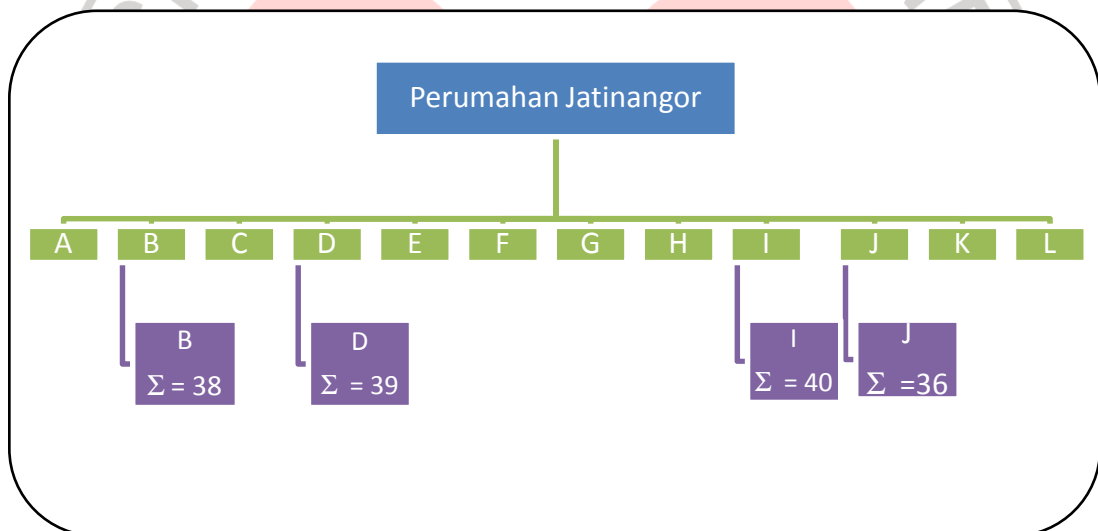 Perumahan Jatinangor
A B C D E F G H I J K L
B D I J
Σ = 38 Σ = 39 Σ = 40 Σ =36